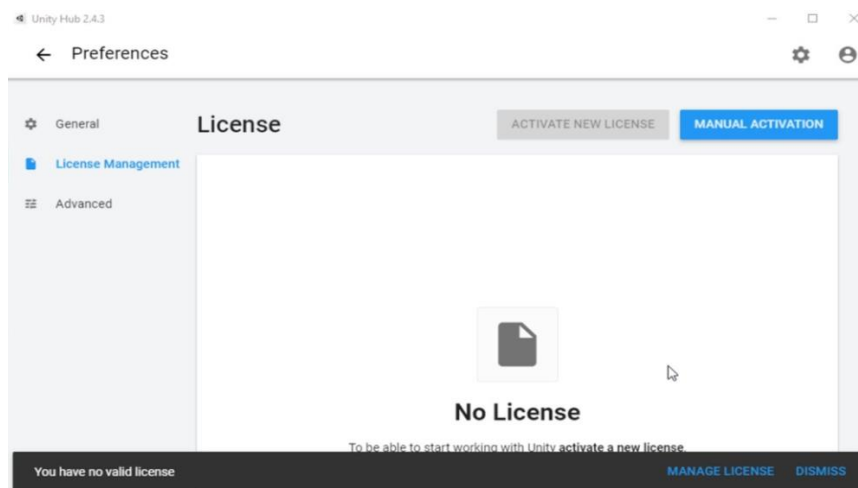 Unity Hub 2.4.3
Preferences
General
License Management
Advanced
License
ACTIVATE NEW LICENSE
MANUAL ACTIVATION
No License
To be able to start working with Unity activate a new license.
You have no valid license
MANAGE LICENSE
DISMISS